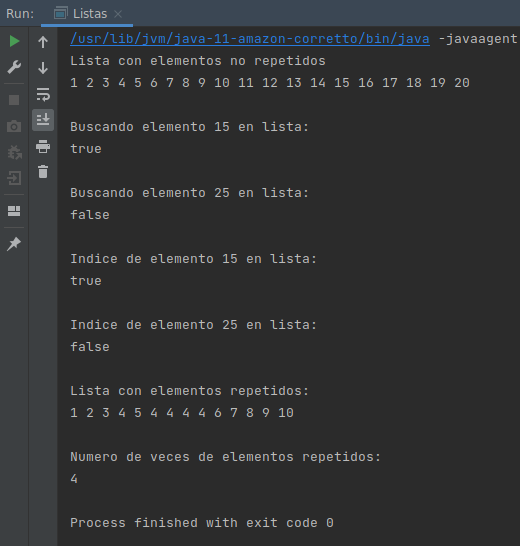 Run: Listas
/usr/lib/jvm/java-11-amazon-corretto/bin/java -javaagent
Lista con elementos no repetidos
1 2 3 4 5 6 7 8 9 10 11 12 13 14 15 16 17 18 19 20
Buscando elemento 15 en lista:
true
Buscando elemento 25 en lista:
false
Indice de elemento 15 en lista:
true
Indice de elemento 25 en lista:
false
Lista con elementos repetidos:
1 2 3 4 5 4 4 4 4 6 7 8 9 10
Numero de veces de elementos repetidos:
4
Process finished with exit code 0